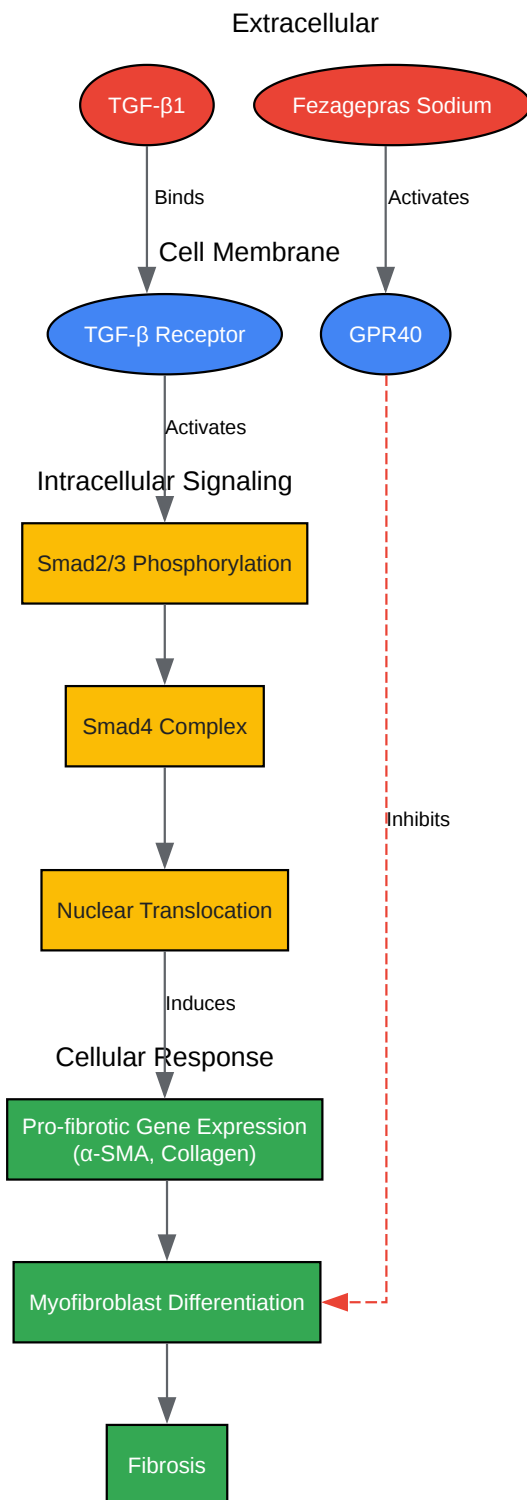 Extracellular
TGF-β1
Fezagepras Sodium
Binds
Activates
Cell Membrane
TGF-β Receptor
GPR40
Activates
Intracellular Signaling
Smad2/3 Phosphorylation
Smad4 Complex
Inhibits
Nuclear Translocation
Induces
Cellular Response
Pro-fibrotic Gene Expression
(α-SMA, Collagen)
Myofibroblast Differentiation
Fibrosis